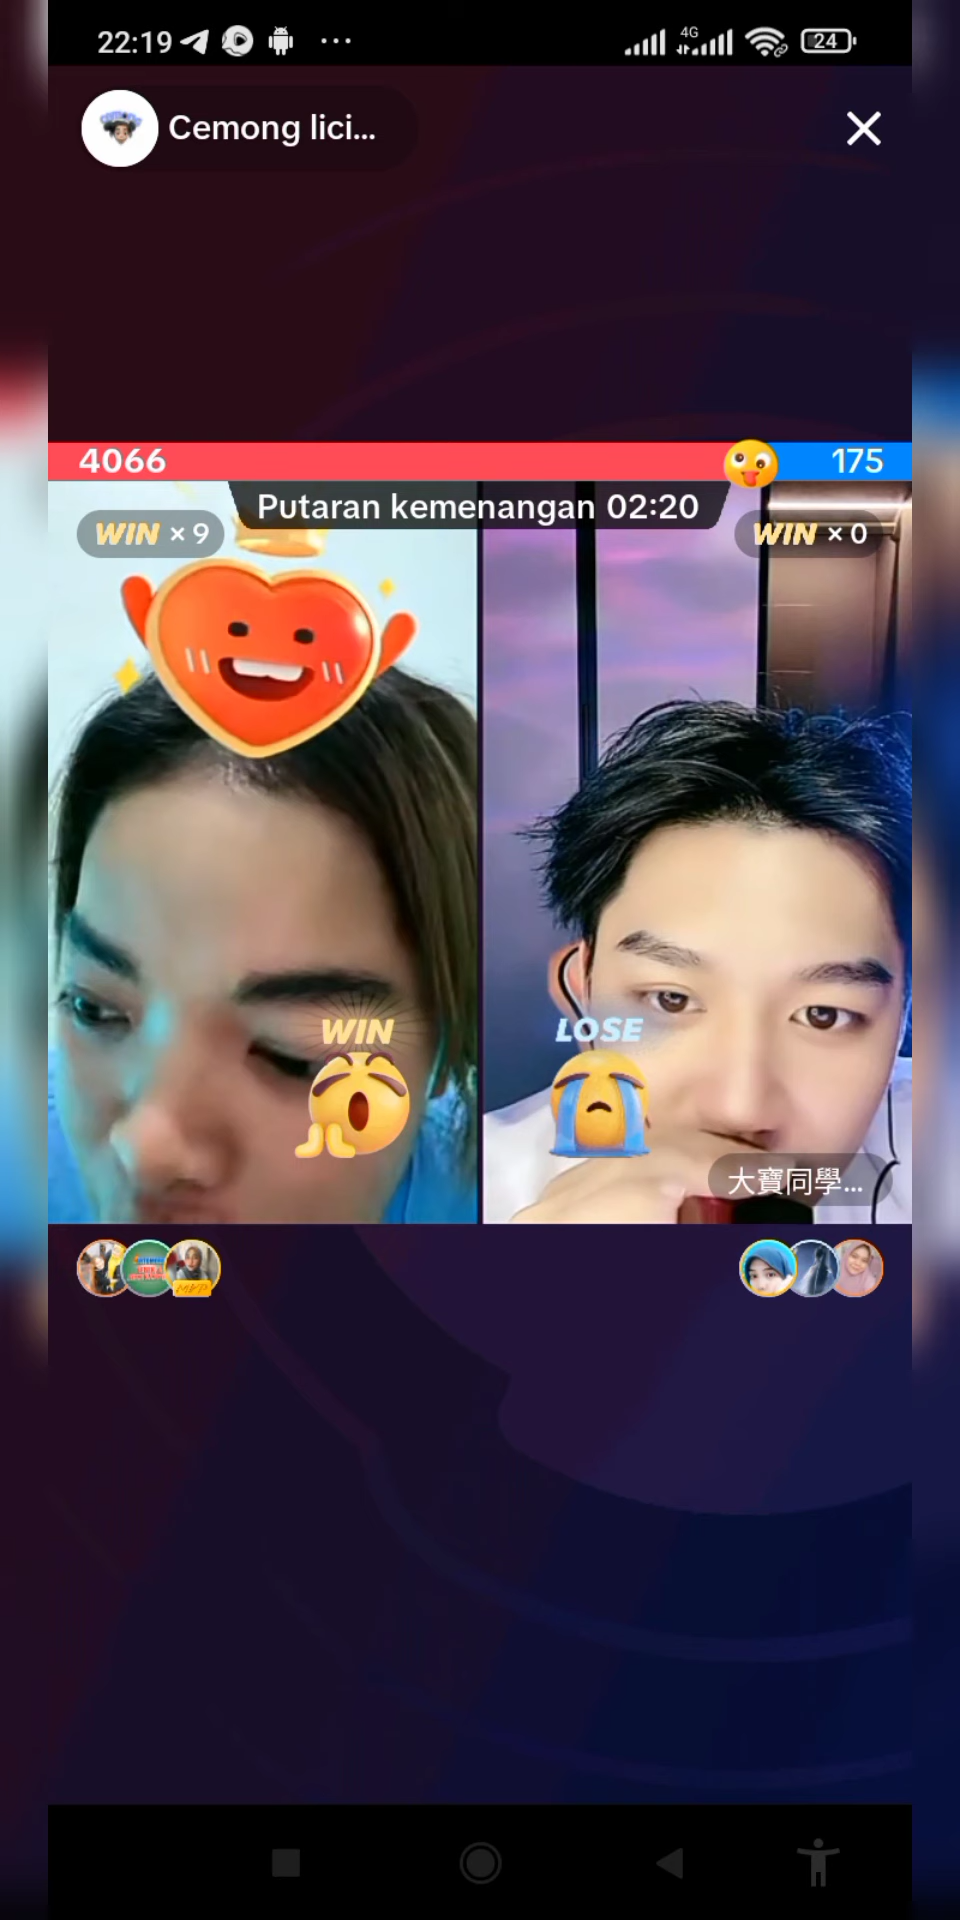 22:19
4G
24
Cemong lici...
4066
175
Putaran kemenangan 02:20
WIN × 9
WIN × 0
WIN
LOSE
大寶同學...